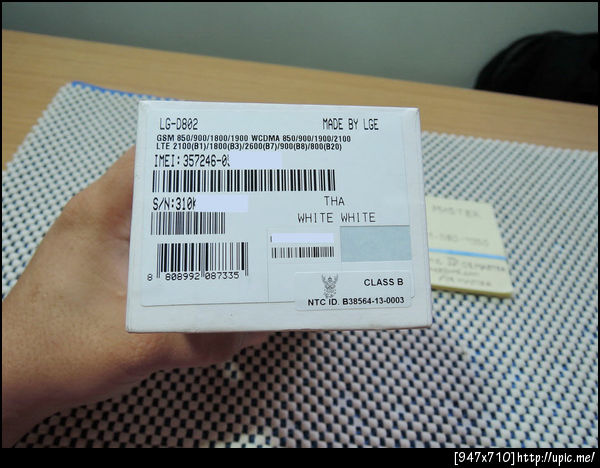 LG-D802 MADE BY LGE
GSM 850/900/1800/1900 WCDMA 850/900/1900/2100
LTE 2100(B1)/1800(B3)/2600(B7)/900(B8)/800(B20)
IMEI:357246-0
S/N:310K
THA
WHITE WHITE
8 808992 087335
CLASS B
NTC ID. B38564-13-0003
[947x710]http://upic.me/